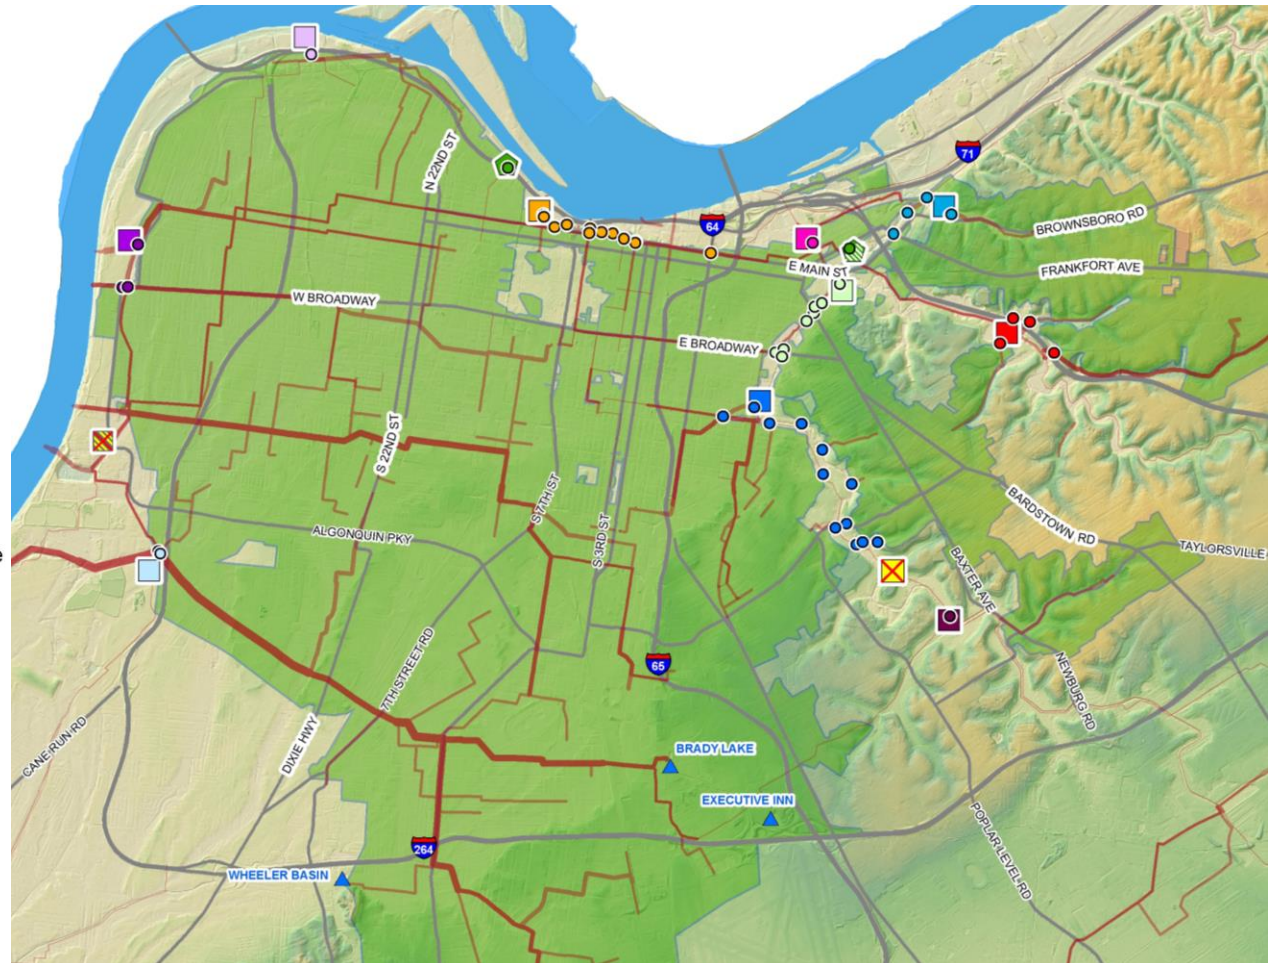 71
N 22ND ST
64
BROWNSBORO RD
E MAIN ST
FRANKFORT AVE
W BROADWAY
E BROADWAY
S 22ND ST
S 7TH ST
S 3RD ST
BARDSTOWN RD
ALGONQUIN PKY
TAYLORSVILLE
e
BAXTER AVE
7TH STREET RD
65
NEWBURG RD
DIXIE HWY
CANE RUN RD
BRADY LAKE
EXECUTIVE INN
POPLAR LEVEL RD
264
WHEELER BASIN